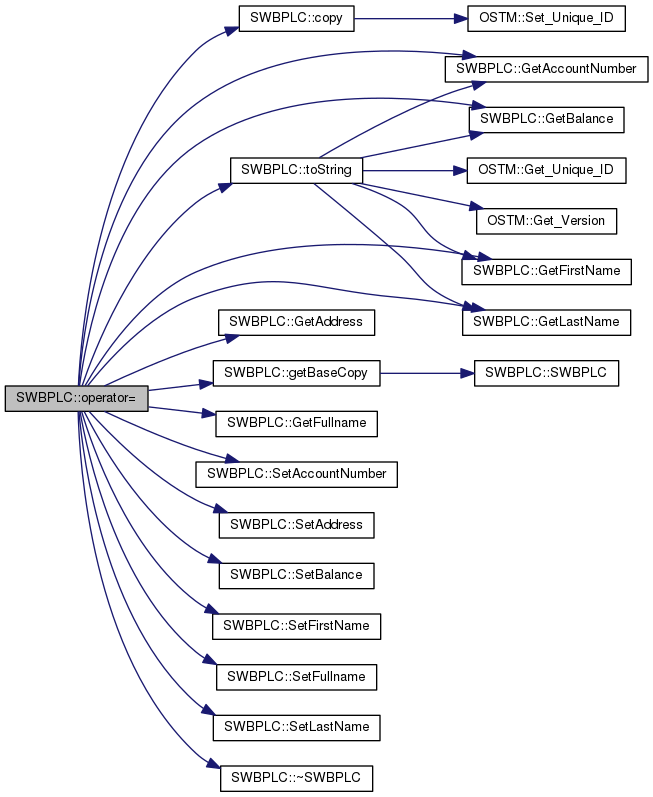 SWBPLC::copy
OSTM::Set_Unique_ID
SWBPLC::GetAccountNumber
SWBPLC::GetBalance
SWBPLC::toString
OSTM::Get_Unique_ID
OSTM::Get_Version
SWBPLC::GetFirstName
SWBPLC::GetAddress
SWBPLC::GetLastName
SWBPLC::getBaseCopy
SWBPLC::SWBPLC
SWBPLC::operator=
SWBPLC::GetFullname
SWBPLC::SetAccountNumber
SWBPLC::SetAddress
SWBPLC::SetBalance
SWBPLC::SetFirstName
SWBPLC::SetFullname
SWBPLC::SetLastName
SWBPLC::~SWBPLC